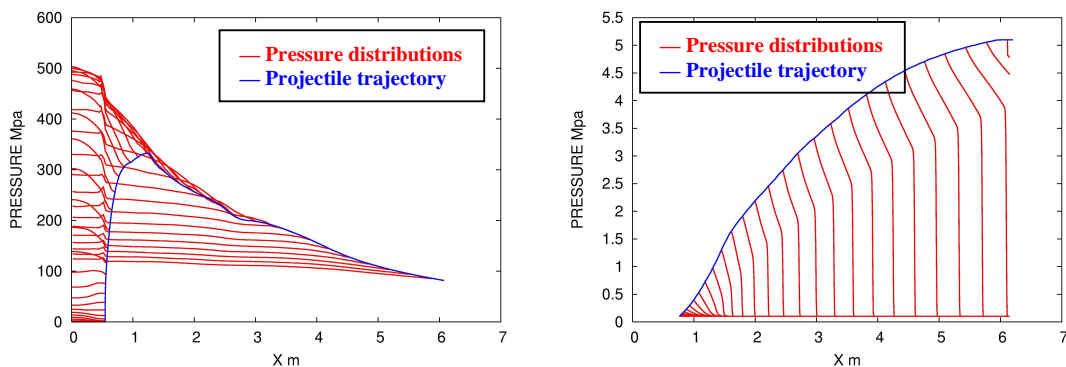 600
500
400
300
200
100
0
PRESSURE Mpa
0 1 2 3 4 5 6 7
X m
Pressure distributions
Projectile trajectory
5.5
5
4.5
4
3.5
3
2.5
2
1.5
1
0.5
0
PRESSURE Mpa
1 2 3 4 5 6 7
X m
Pressure distributions
Projectile trajectory